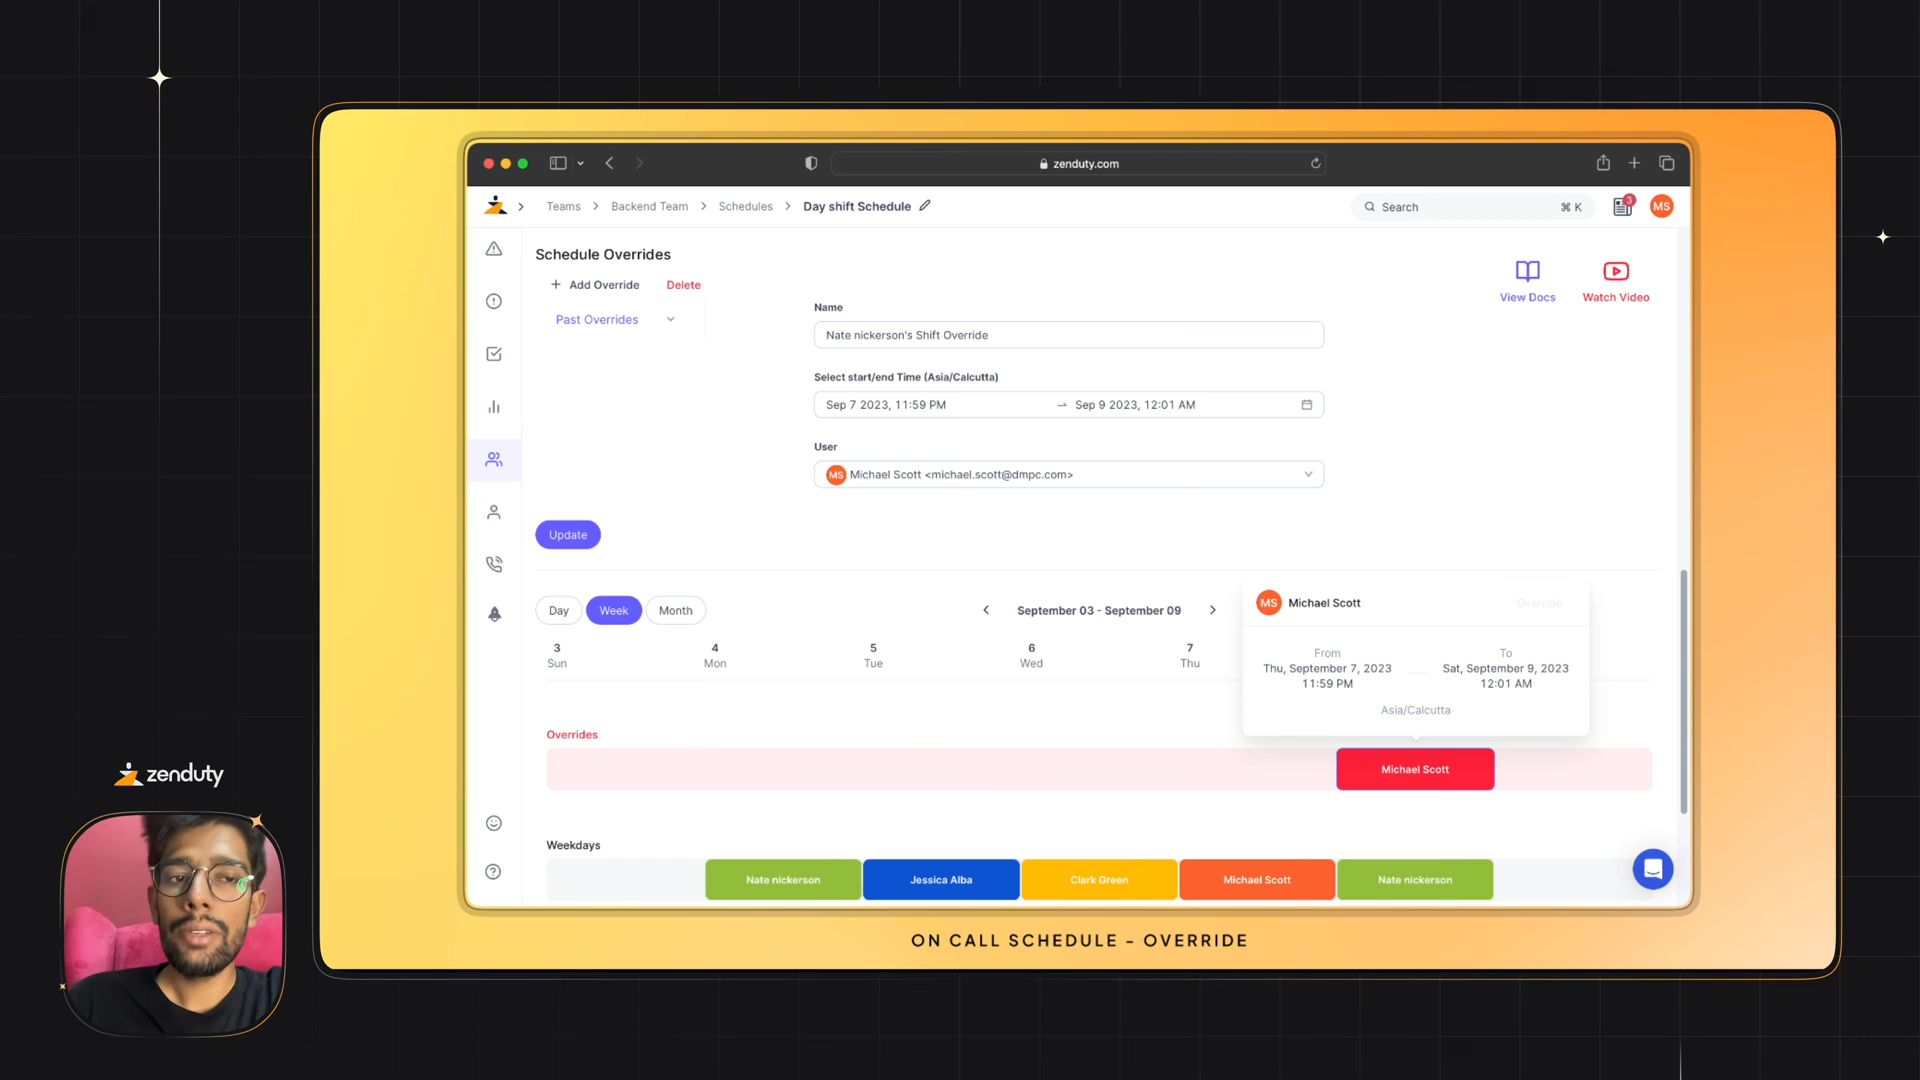 zenduty.com
Teams > Backend Team > Schedules > Day shift Schedule
Search ⌘ K
3
MS
Schedule Overrides
+ Add Override Delete
Past Overrides
View Docs
Watch Video
Name
Nate nickerson's Shift Override
Select start/end Time (Asia/Calcutta)
Sep 7 2023, 11:59 PM → Sep 9 2023, 12:01 AM
User
MS Michael Scott <michael.scott@dmpc.com>
Update
Day Week Month
September 03 - September 09
MS Michael Scott Override
3 4 5 6 7
Sun Mon Tue Wed Thu
From To
Thu, September 7, 2023 Sat, September 9, 2023
11:59 PM 12:01 AM
Asia/Calcutta
Overrides
Michael Scott
Weekdays
Nate nickerson Jessica Alba Clark Green Michael Scott Nate nickerson
zenduty
ON CALL SCHEDULE - OVERRIDE